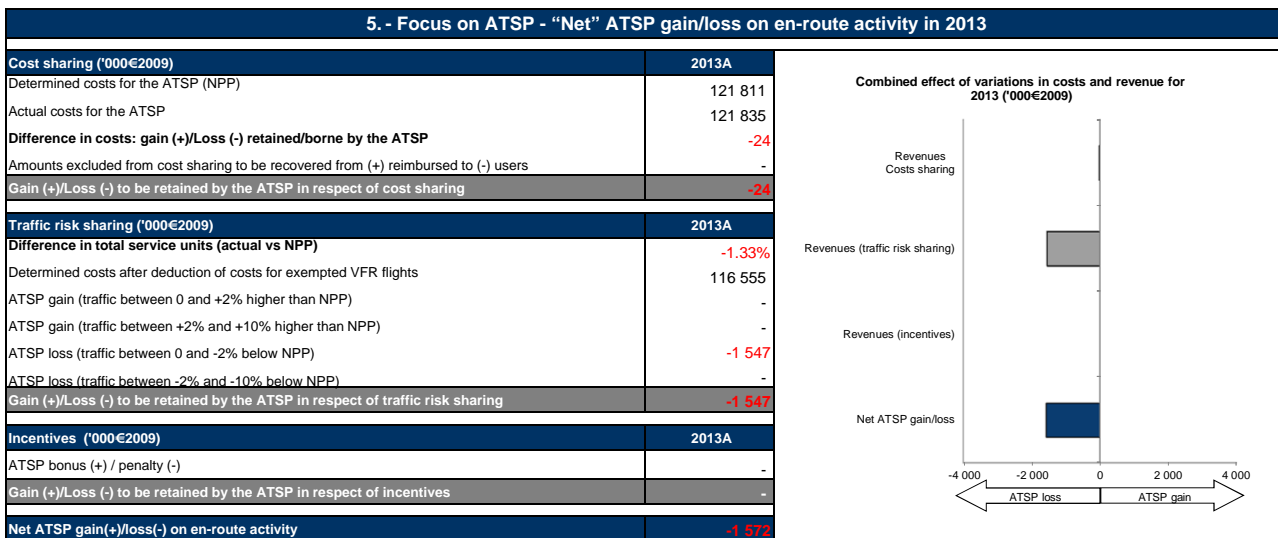 5. - Focus on ATSP - “Net” ATSP gain/loss on en-route activity in 2013
Cost sharing ('000€2009) 2013A
Determined costs for the ATSP (NPP) 121 811
Actual costs for the ATSP 121 835
Difference in costs: gain (+)/Loss (-) retained/borne by the ATSP -24
Amounts excluded from cost sharing to be recovered from (+) reimbursed to (-) users -
Gain (+)/Loss (-) to be retained by the ATSP in respect of cost sharing -24
Traffic risk sharing ('000€2009) 2013A
Difference in total service units (actual vs NPP) -1.33%
Determined costs after deduction of costs for exempted VFR flights 116 555
ATSP gain (traffic between 0 and +2% higher than NPP) -
ATSP gain (traffic between +2% and +10% higher than NPP) -
ATSP loss (traffic between 0 and -2% below NPP) -1 547
ATSP loss (traffic between -2% and -10% below NPP) -
Gain (+)/Loss (-) to be retained by the ATSP in respect of traffic risk sharing -1 547
Incentives ('000€2009) 2013A
ATSP bonus (+) / penalty (-) -
Gain (+)/Loss (-) to be retained by the ATSP in respect of incentives -
Net ATSP gain(+)/loss(-) on en-route activity -1 572
Combined effect of variations in costs and revenue for
2013 ('000€2009)
Revenues
Costs sharing
Revenues (traffic risk sharing)
Revenues (incentives)
Net ATSP gain/loss
-4 000 -2 000 0 2 000 4 000
ATSP loss ATSP gain